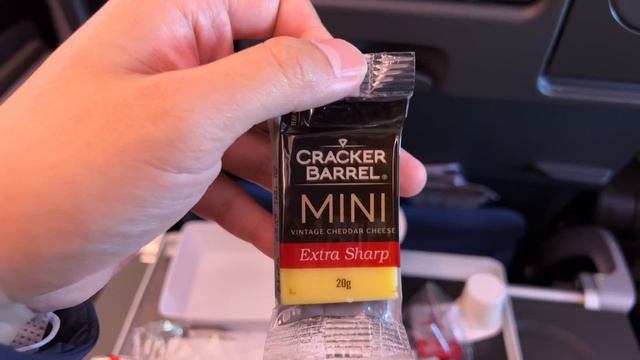 CRACKER
BARREL®
MINI
VINTAGE CHEDDAR CHEESE
Extra Sharp
20g